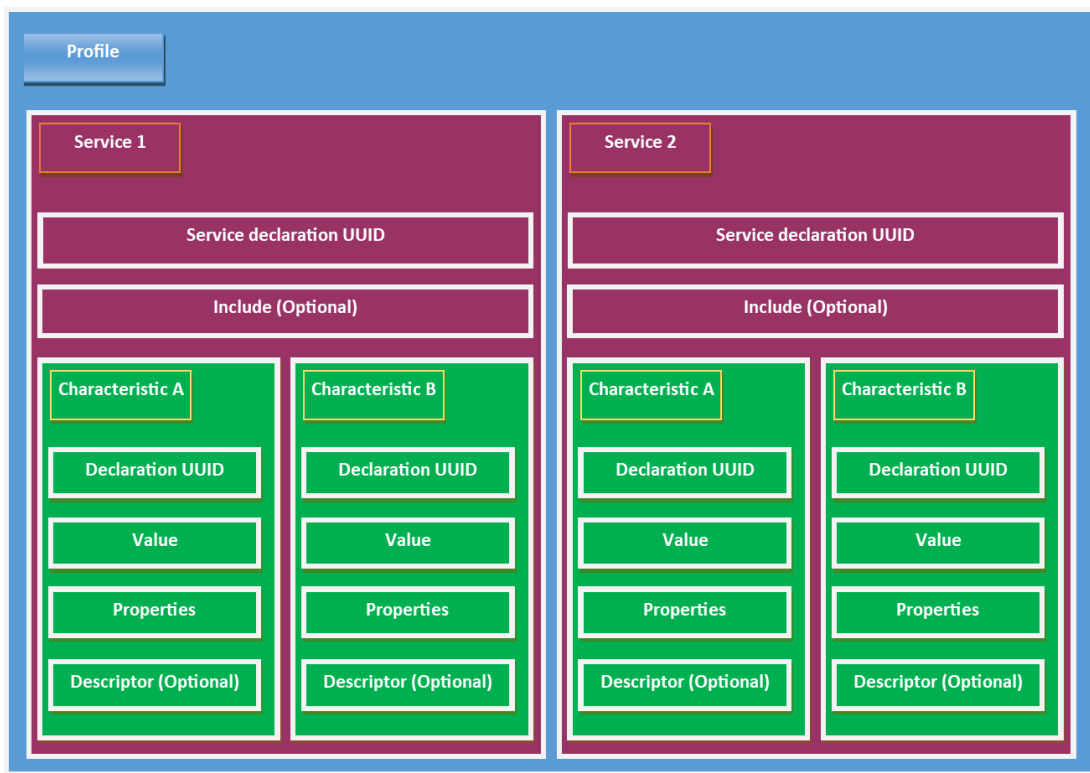 Profile
Service 1
Service declaration UUID
Include (Optional)
Characteristic A
Declaration UUID
Value
Properties
Descriptor (Optional)
Characteristic B
Declaration UUID
Value
Properties
Descriptor (Optional)
Service 2
Service declaration UUID
Include (Optional)
Characteristic A
Declaration UUID
Value
Properties
Descriptor (Optional)
Characteristic B
Declaration UUID
Value
Properties
Descriptor (Optional)